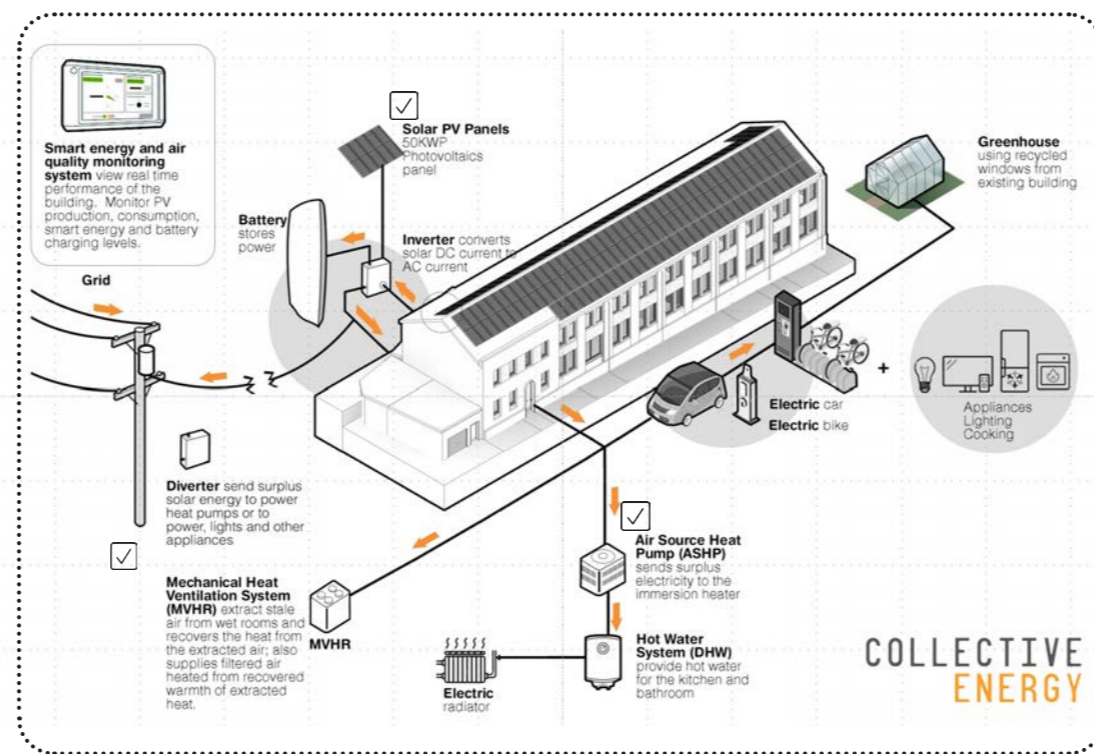 Smart energy and air
quality monitoring
system view real time
performance of the
building. Monitor PV
production, consumption,
smart energy and battery
charging levels.
Solar PV Panels
50KWP
Photovoltaics
panel
Battery
stores
power
Inverter converts
solar DC current to
AC current
Greenhouse
using recycled
windows from
existing building
Grid
Electric car
Electric bike
+
Appliances
Lighting
Cooking
Diverter send surplus
solar energy to power
heat pumps or to
power, lights and other
appliances
Air Source Heat
Pump (ASHP)
sends surplus
electricity to the
immersion heater
Mechanical Heat
Ventilation System
(MVHR) extract stale
air from wet rooms and
recovers the heat from
the extracted air; also
supplies filtered air
heated from recovered
warmth of extracted
heat.
MVHR
Electric
radiator
Hot Water
System (DHW)
provide hot water
for the kitchen and
bathroom
COLLECTIVE
ENERGY